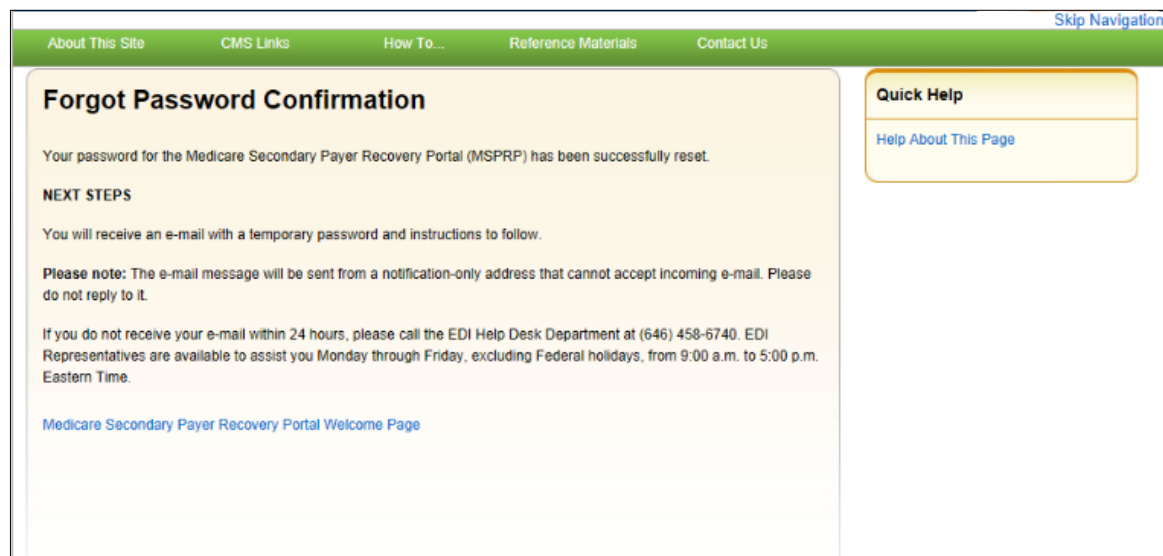 Skip Navigation
About This Site CMS Links How To... Reference Materials Contact Us
Forgot Password Confirmation
Your password for the Medicare Secondary Payer Recovery Portal (MSPRP) has been successfully reset.
NEXT STEPS
You will receive an e-mail with a temporary password and instructions to follow.
Please note: The e-mail message will be sent from a notification-only address that cannot accept incoming e-mail. Please
do not reply to it.
If you do not receive your e-mail within 24 hours, please call the EDI Help Desk Department at (646) 458-6740. EDI
Representatives are available to assist you Monday through Friday, excluding Federal holidays, from 9:00 a.m. to 5:00 p.m.
Eastern Time.
Medicare Secondary Payer Recovery Portal Welcome Page
Quick Help
Help About This Page